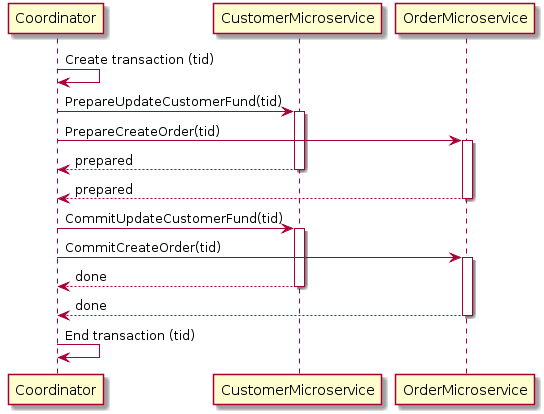 Coordinator CustomerMicroservice OrderMicroservice
Create transaction (tid)
PrepareUpdateCustomerFund(tid)
PrepareCreateOrder(tid)
prepared
prepared
CommitUpdateCustomerFund(tid)
CommitCreateOrder(tid)
done
done
End transaction (tid)
Coordinator CustomerMicroservice OrderMicroservice